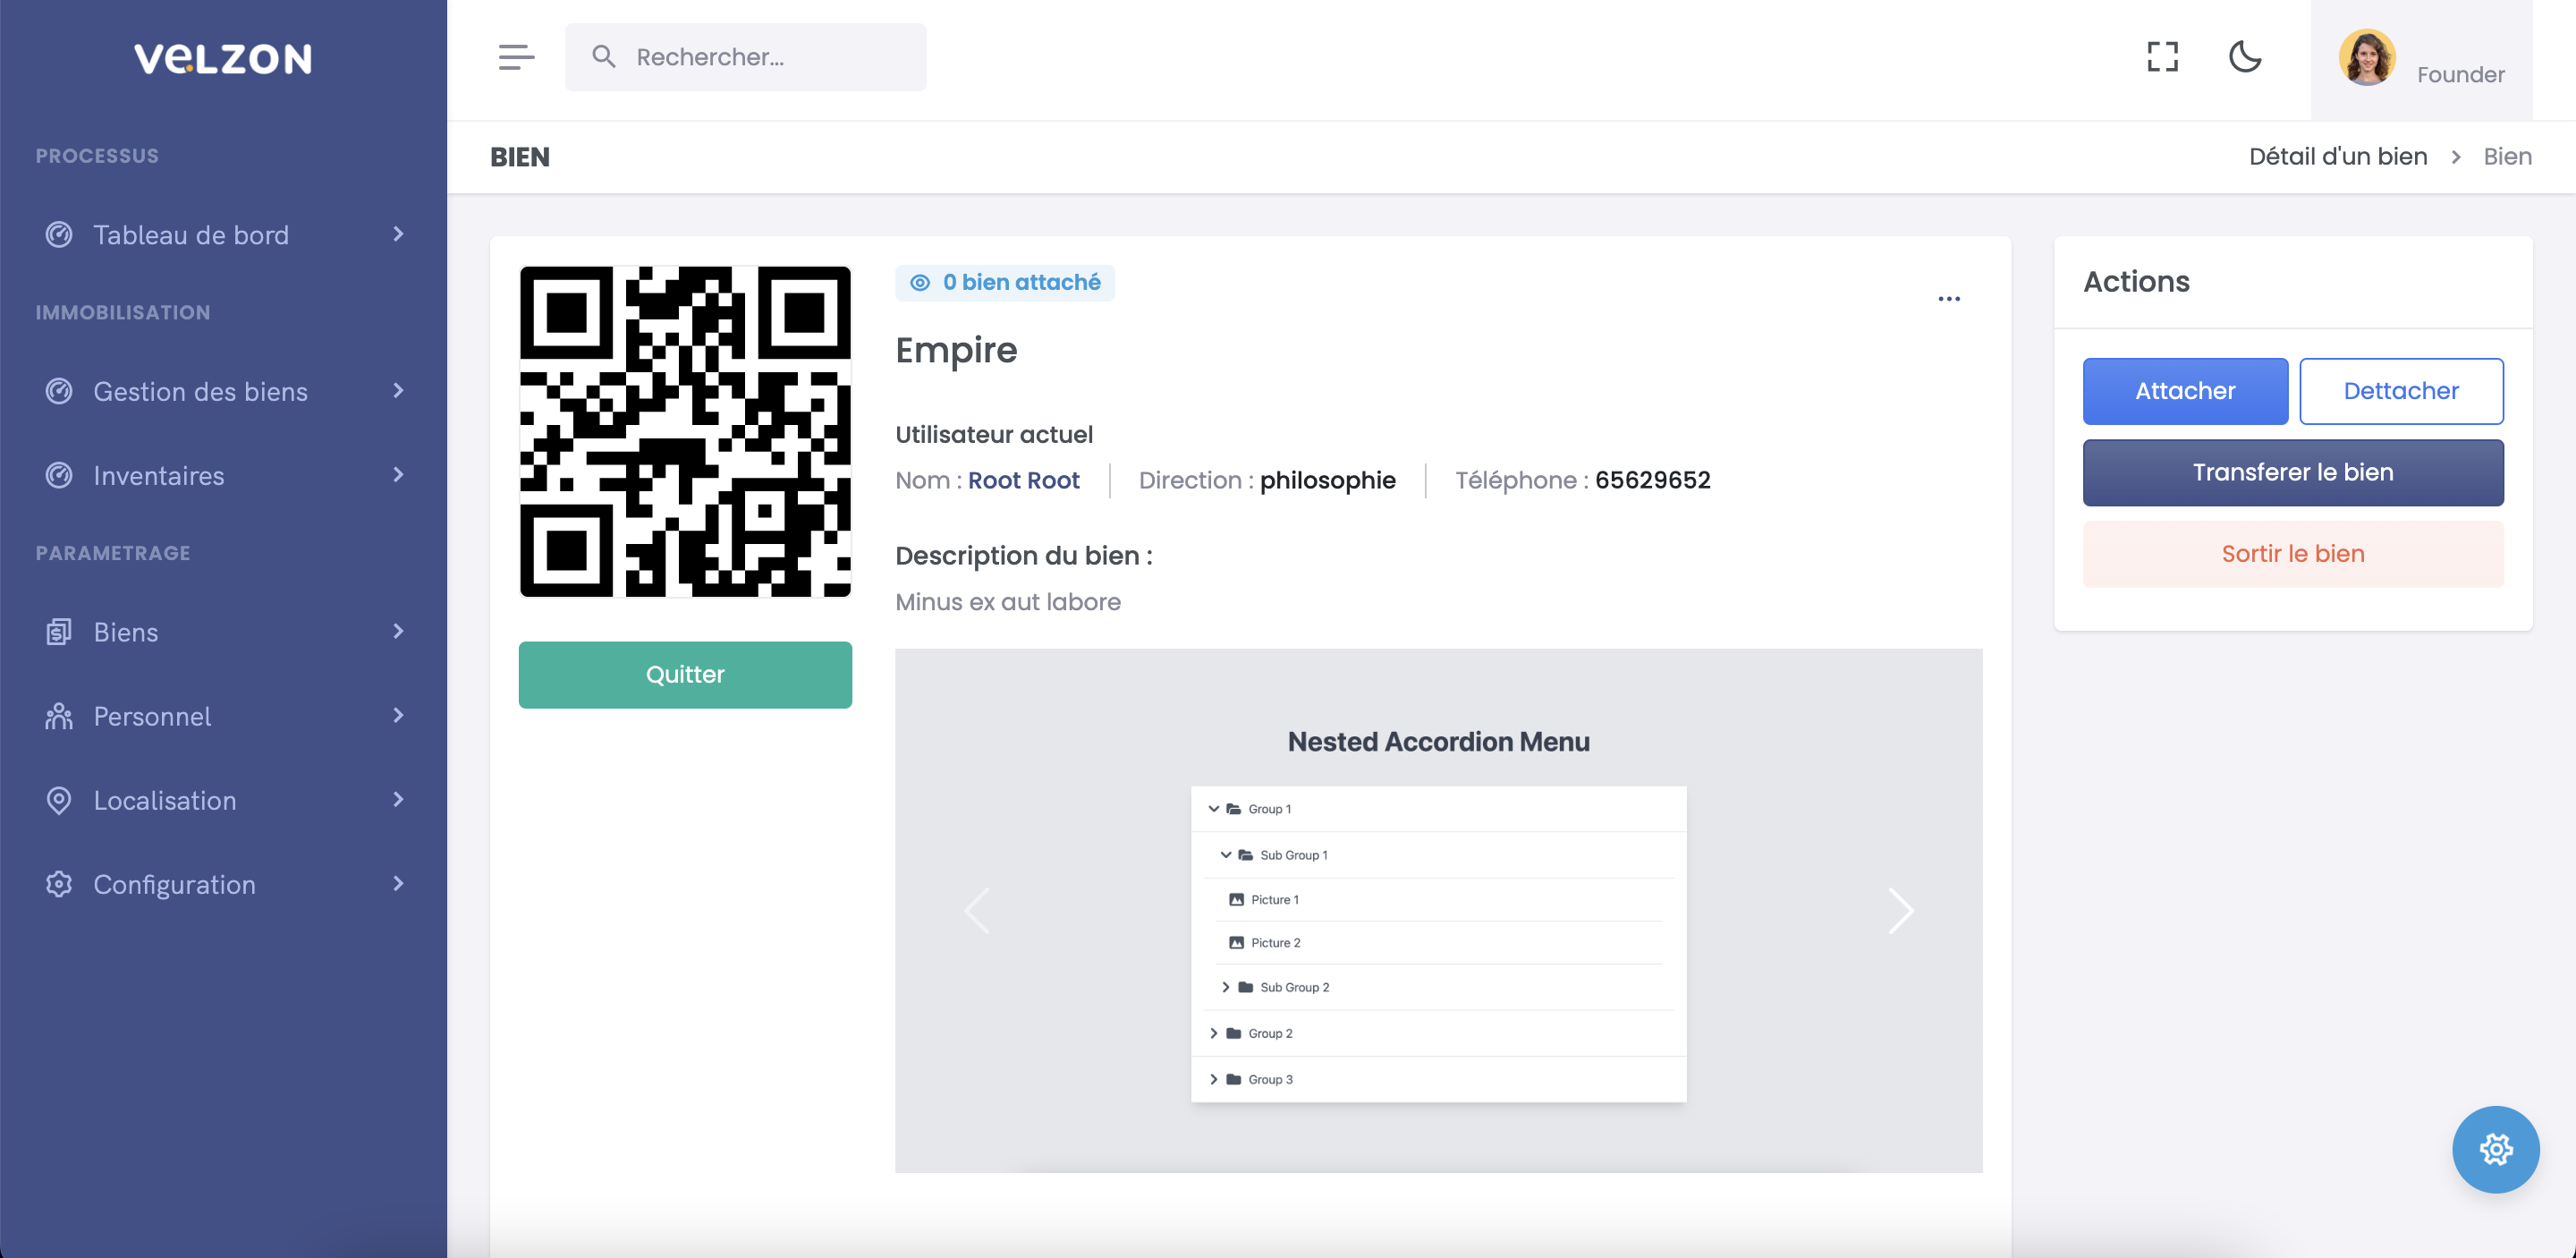 VELZON
PROCESSUS
Tableau de bord
IMMOBILISATION
Gestion des biens
Inventaires
PARAMETRAGE
Biens
Personnel
Localisation
Configuration
Rechercher...
Founder
BIEN
Détail d'un bien > Bien
0 bien attaché
...
Empire
Utilisateur actuel
Nom : Root Root
Direction : philosophie
Téléphone : 65629652
Description du bien :
Minus ex aut labore
Quitter
Nested Accordion Menu
Group 1
Sub Group 1
Picture 1
Picture 2
Sub Group 2
Group 2
Group 3
Actions
Attacher
Dettacher
Transferer le bien
Sortir le bien